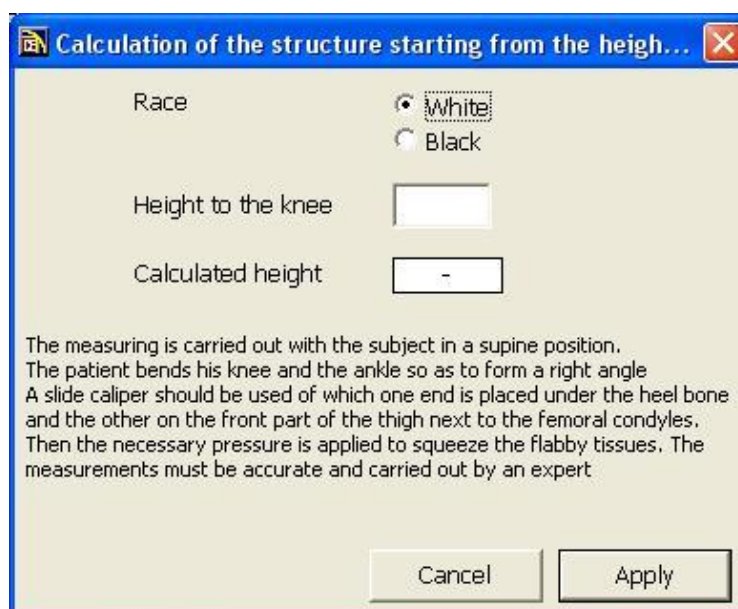 Calculation of the structure starting from the heigh...
Race
White
Black
Height to the knee
Calculated height
-
The measuring is carried out with the subject in a supine position.
The patient bends his knee and the ankle so as to form a right angle
A slide caliper should be used of which one end is placed under the heel bone
and the other on the front part of the thigh next to the femoral condyles.
Then the necessary pressure is applied to squeeze the flabby tissues. The
measurements must be accurate and carried out by an expert
Cancel
Apply